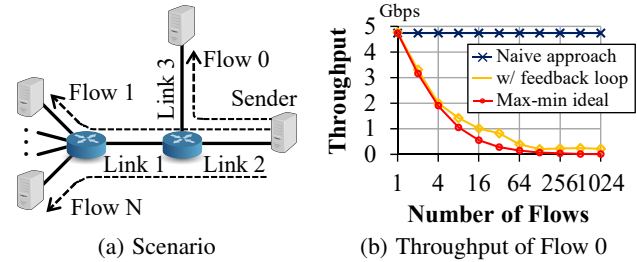 Flow 0
Flow 1
Link 3
Sender
Link 1
Link 2
Flow N
(a) Scenario
Gbps
Throughput
5
4
3
2
1
0
Naive approach
w/ feedback loop
Max-min ideal
1
4
16
64
256
1024
Number of Flows
(b) Throughput of Flow 0